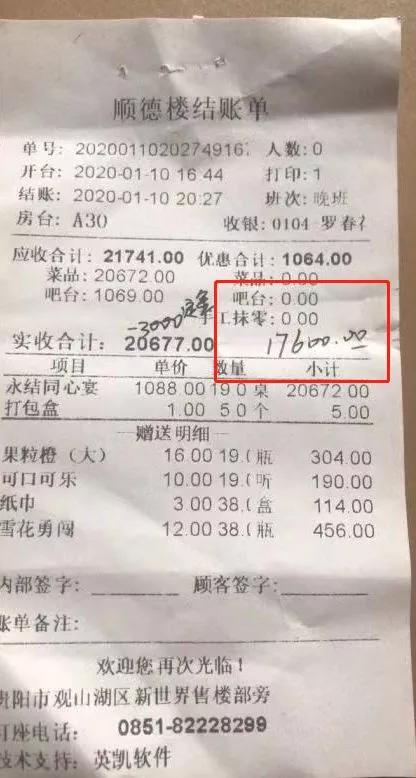 顺德楼结账单
单号: 20200110202749167 人数: 0
开台: 2020-01-10 16:44 打印: 1
结账: 2020-01-10 20:27 班次: 晚班
房台: A30 收银: 0104 罗春
应收合计: 21741.00 优惠合计: 1064.00
菜品: 20672.00 菜品: 0.00
吧台: 1069.00 吧台: 0.00
-3000 工抹零: 0.00
实收合计: 20677.00 17600.00
项目 单价 数量 小计
永结同心宴 1088.00 19.0 桌 20672.00
打包盒 1.00 5.0 个 5.00
赠送明细
果粒橙（大） 16.00 19.0 瓶 304.00
可口可乐 10.00 19.0 听 190.00
纸巾 3.00 38.0 盒 114.00
雪花勇闯 12.00 38.0 瓶 456.00
内部签字: 顾客签字:
账单备注:
欢迎您再次光临！
贵阳市观山湖区新世界售楼部旁
订座电话: 0851-82228299
技术支持: 英凯软件